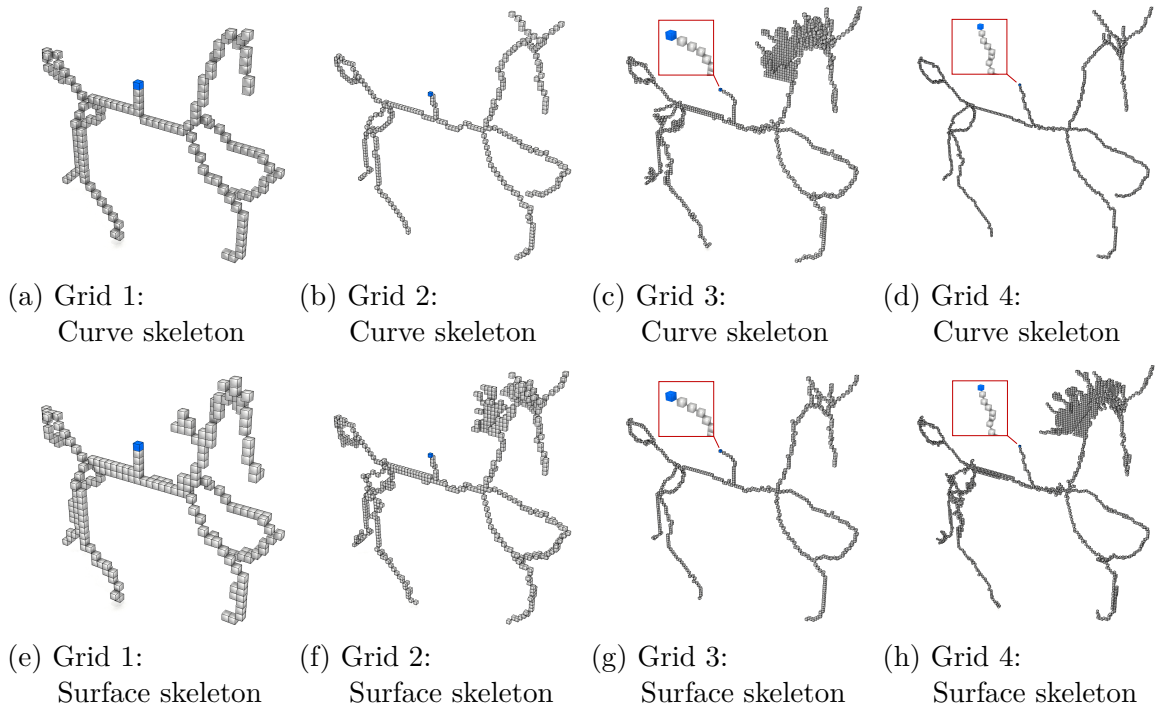 (a) Grid 1:
Curve skeleton
(b) Grid 2:
Curve skeleton
(c) Grid 3:
Curve skeleton
(d) Grid 4:
Curve skeleton
(e) Grid 1:
Surface skeleton
(f) Grid 2:
Surface skeleton
(g) Grid 3:
Surface skeleton
(h) Grid 4:
Surface skeleton